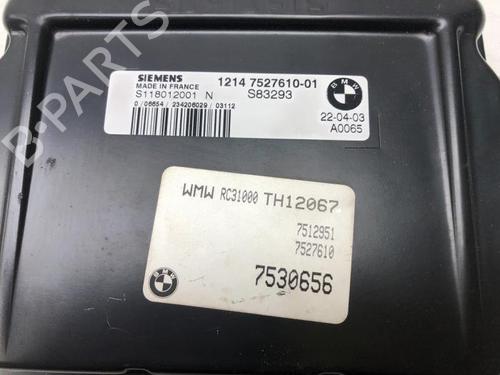 SIEMENS
MADE IN FRANCE
1214 7527610-01
S118012001 N
S83293
0 / 06654 / 234206029 / 03112
BMW
22-04-03
A0065
WMW RC31000 TH12067
7512951
7527610
7530656
B-PARTS